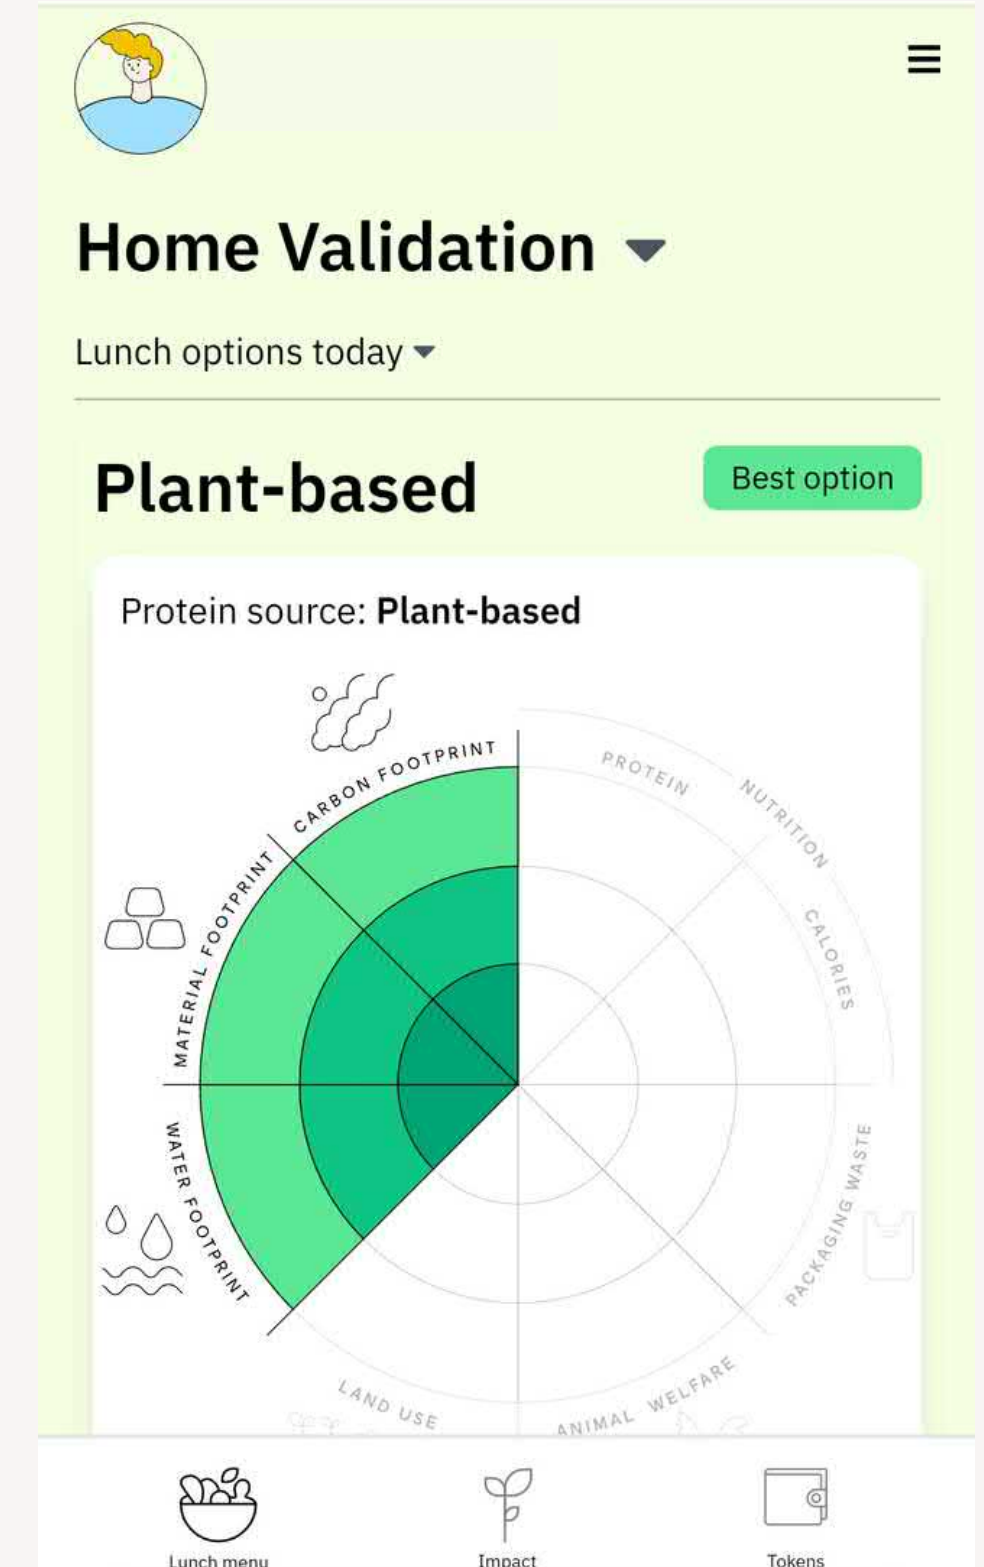 Home Validation
Lunch options today
Plant-based
Best option
Protein source: Plant-based
CARBON FOOTPRINT
PROTEIN
NUTRITION
MATERIAL FOOTPRINT
CALORIES
WATER FOOTPRINT
PACKAGING WASTE
LAND USE
ANIMAL WELFARE
Lunch menu
Impact
Tokens